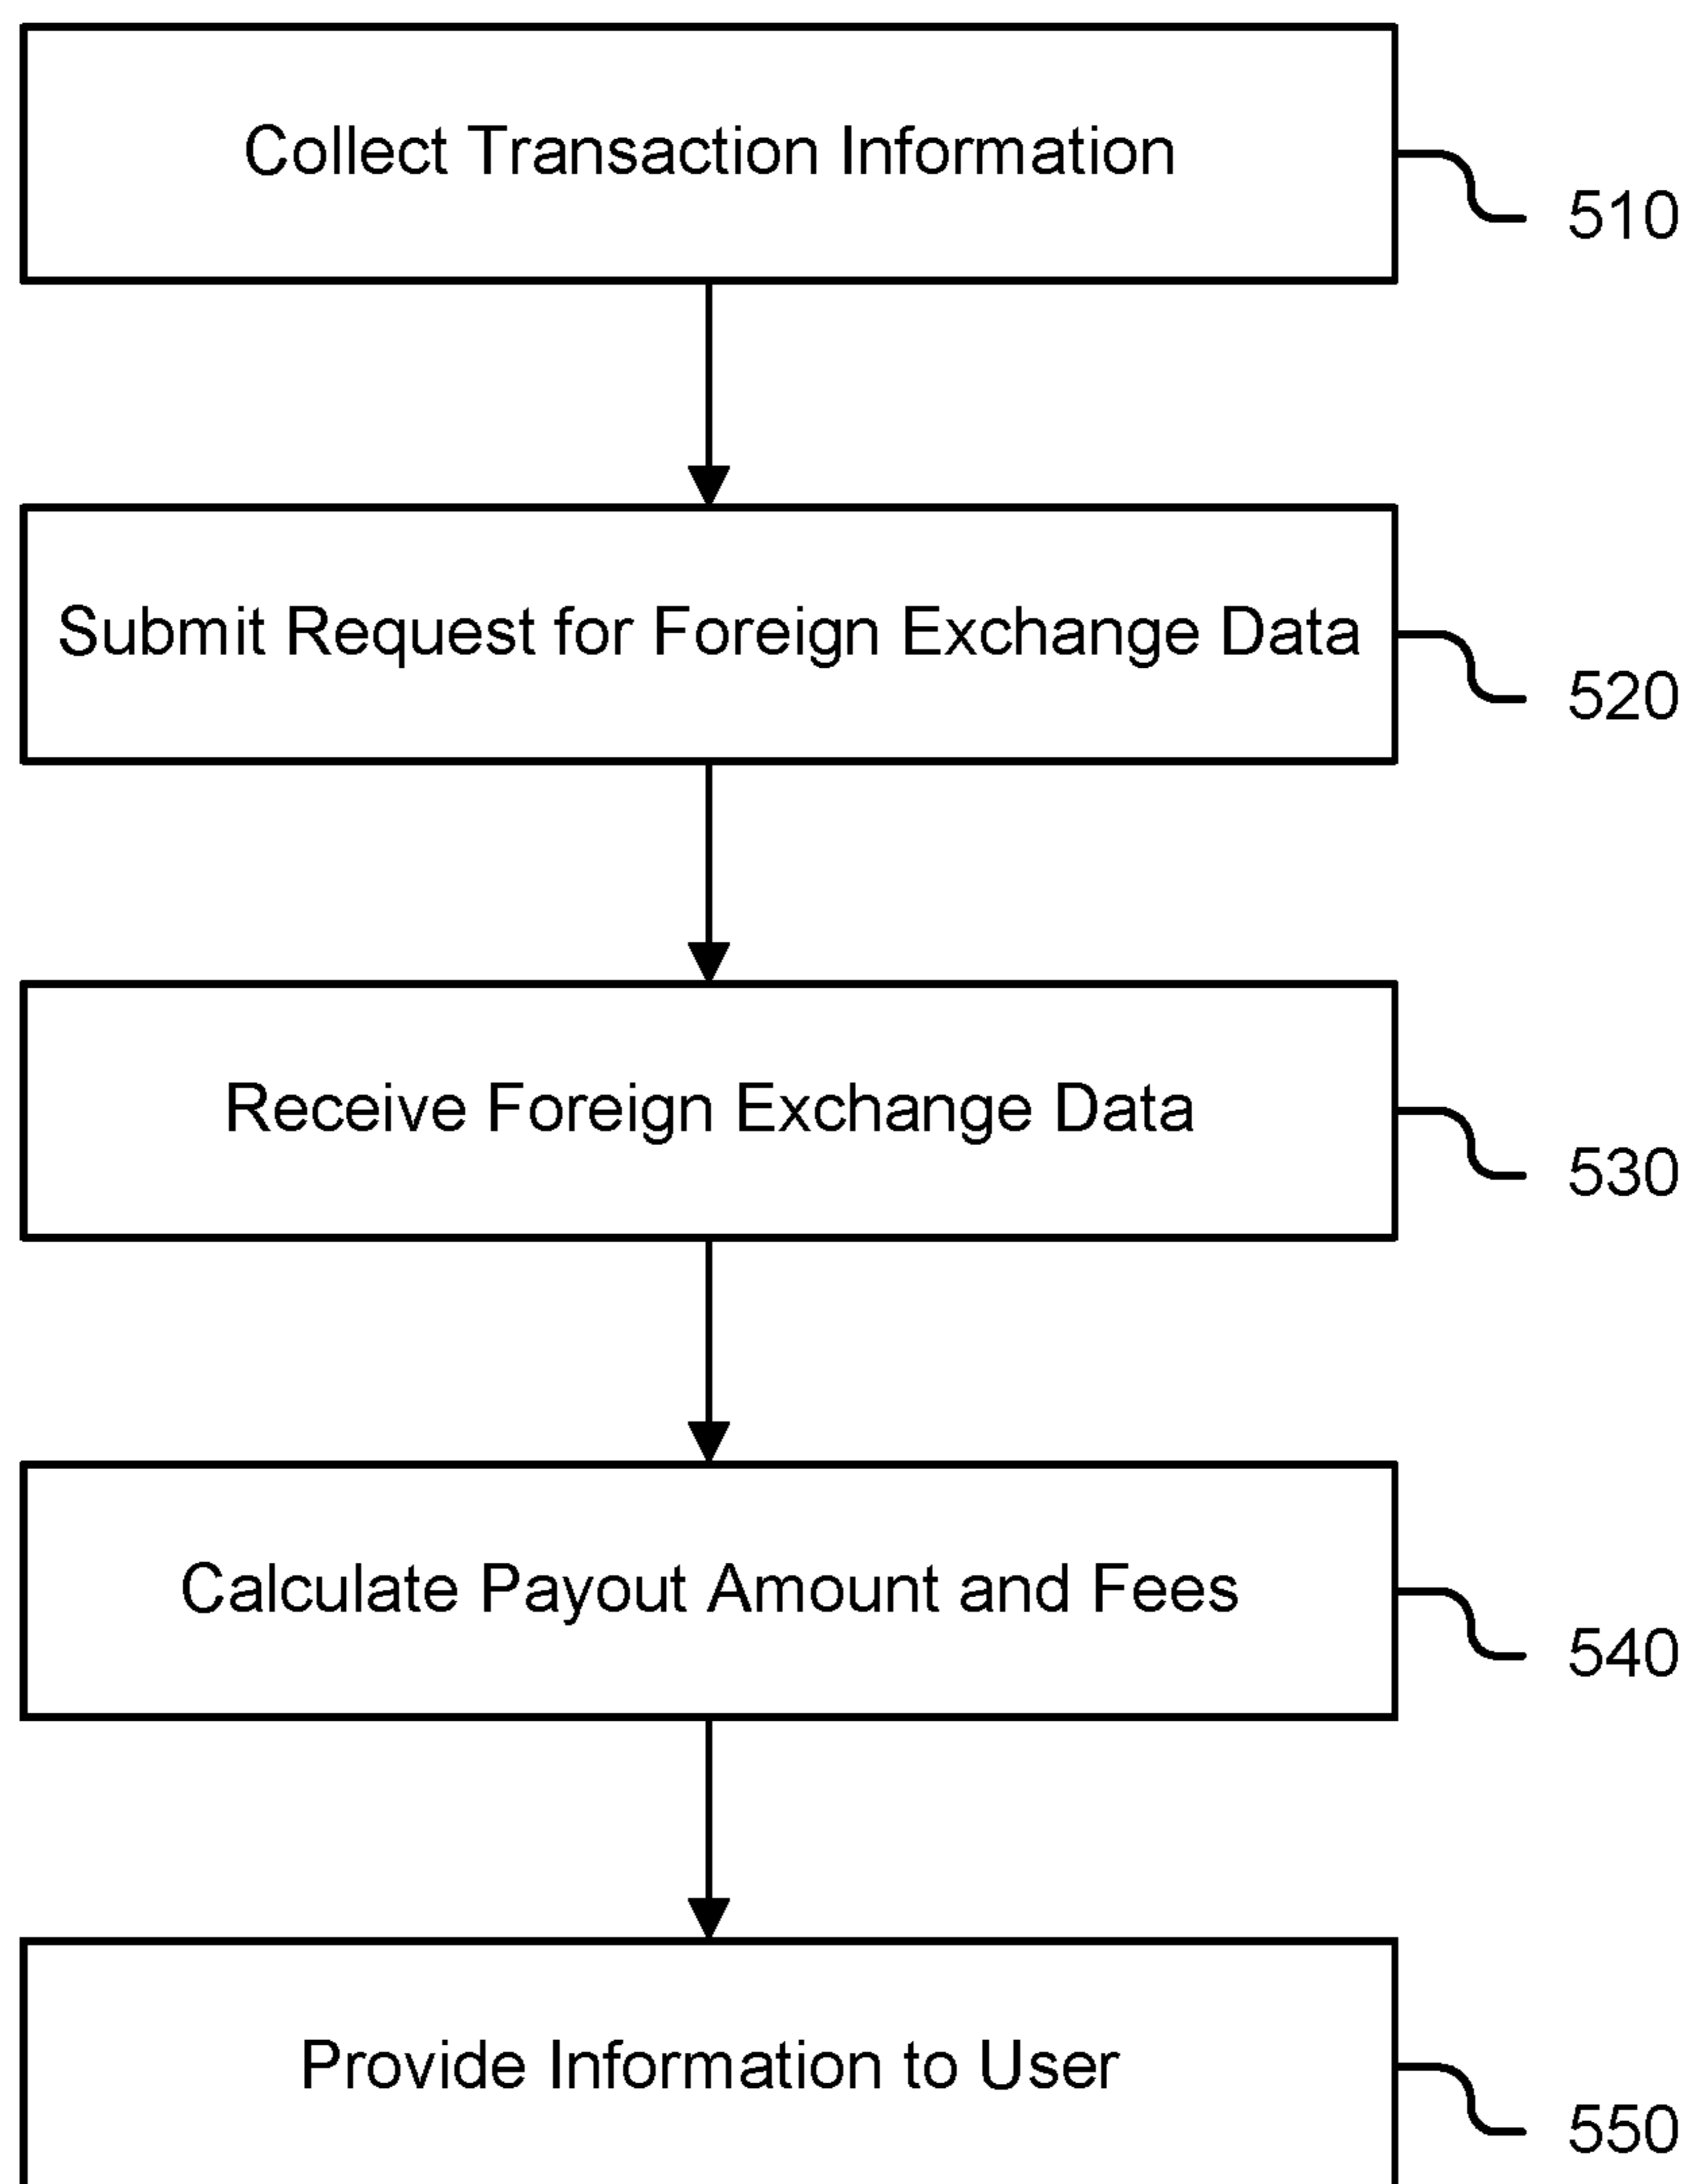 Collect Transaction Information
510
Submit Request for Foreign Exchange Data
520
Receive Foreign Exchange Data
530
Calculate Payout Amount and Fees
540
Provide Information to User
550